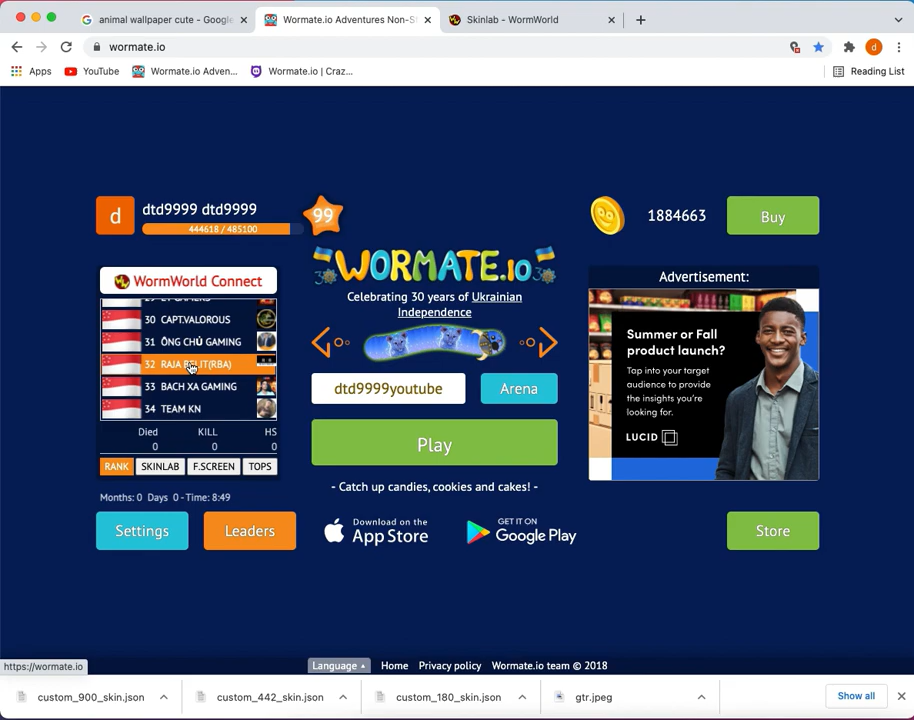 animal wallpaper cute - Google
Wormate.io Adventures Non-S
Skinlab - WormWorld
wormate.io
d
Apps
YouTube
Wormate.io Adven...
Wormate.io | Craz...
Reading List
d
dtd9999 dtd9999
444618 / 485100
99
1884663
Buy
WormWorld Connect
30 CAPT.VALOROUS
31 ÔNG CHỦ GAMING
32 RAJA
33 BACH XA GAMING
34 TEAM KN
Died KILL HS
0 0 0
RANK SKINLAB F.SCREEN TOPS
Months: 0 Days 0 - Time: 8:49
Settings
Leaders
WORMATE.io
30
30
Celebrating 30 years of Ukrainian
Independence
dtd9999youtube
Arena
Play
- Catch up candies, cookies and cakes! -
Download on the
App Store
GET IT ON
Google Play
Advertisement:
Summer or Fall
product launch?
Tap into your target
audience to provide
the insights you're
looking for.
LUCID
Store
https://wormate.io
Language
Home
Privacy policy
Wormate.io team © 2018
custom_900_skin.jpg
custom_442_skin.jpg
custom_180_skin.jpg
gtr.jpeg
Show all